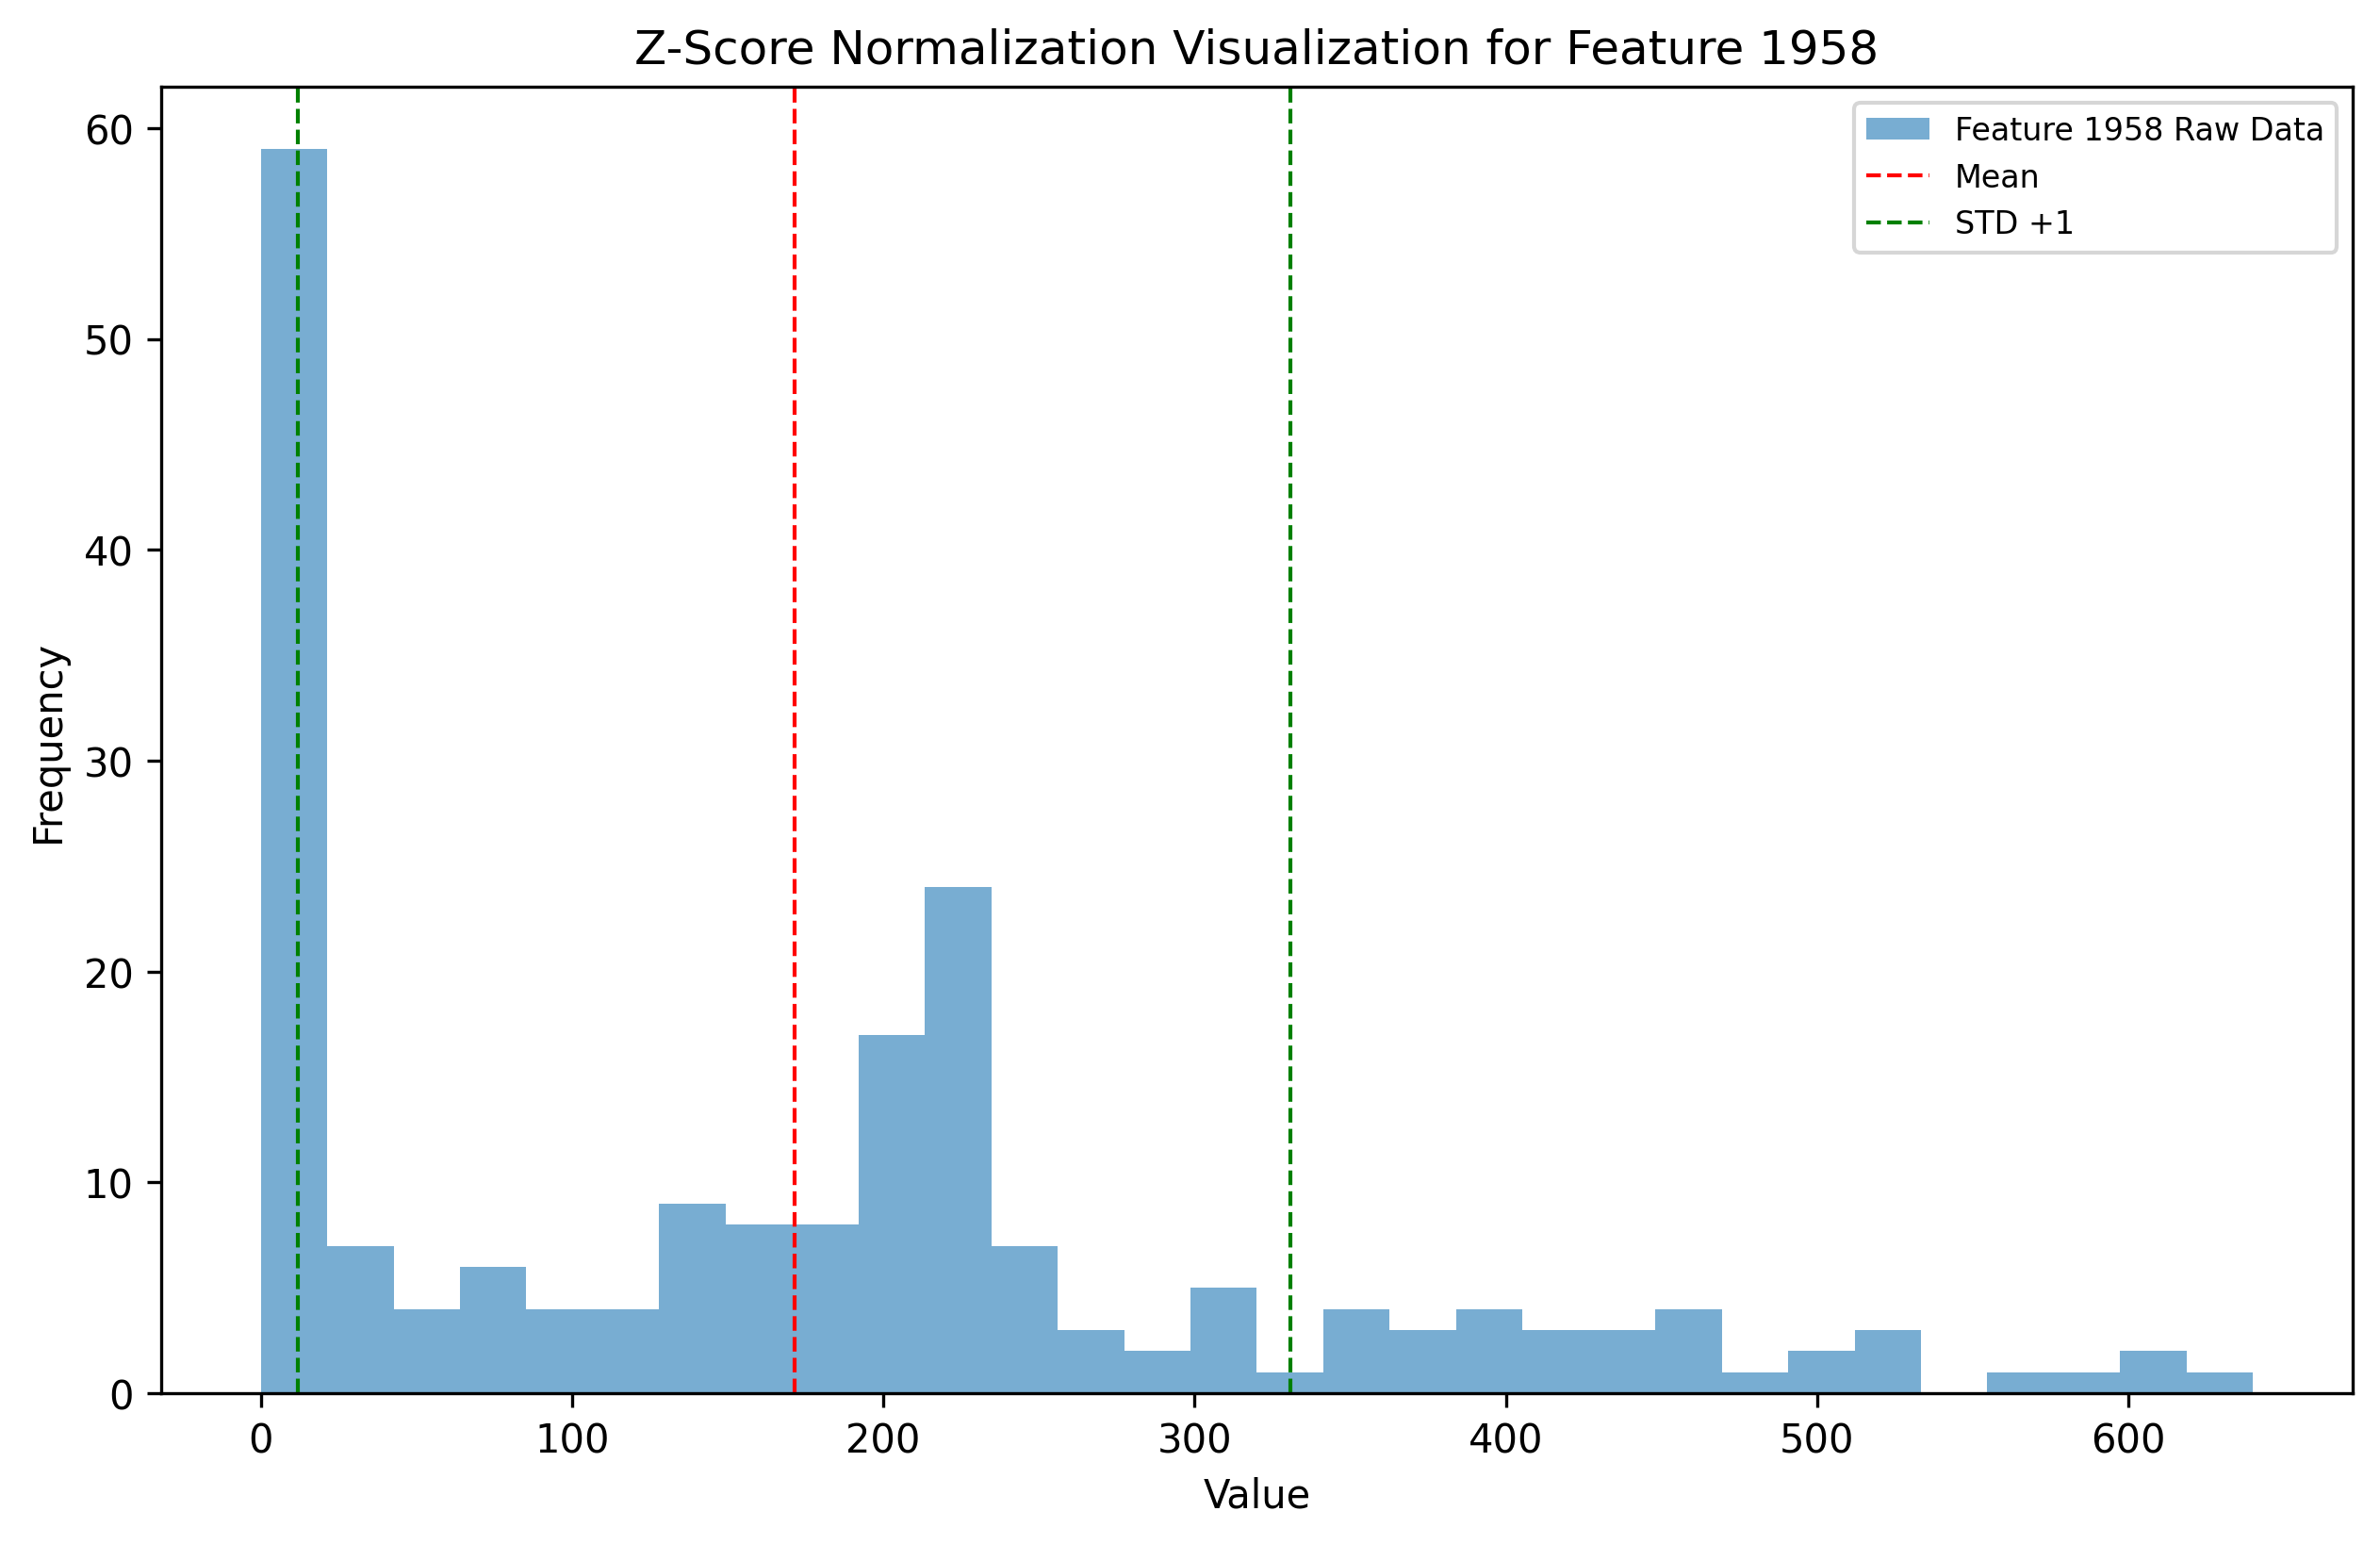 Z-Score Normalization Visualization for Feature 1958
Feature 1958 Raw Data
Mean
STD +1
60
50
40
30
20
10
0
Frequency
0 100 200 300 400 500 600
Value